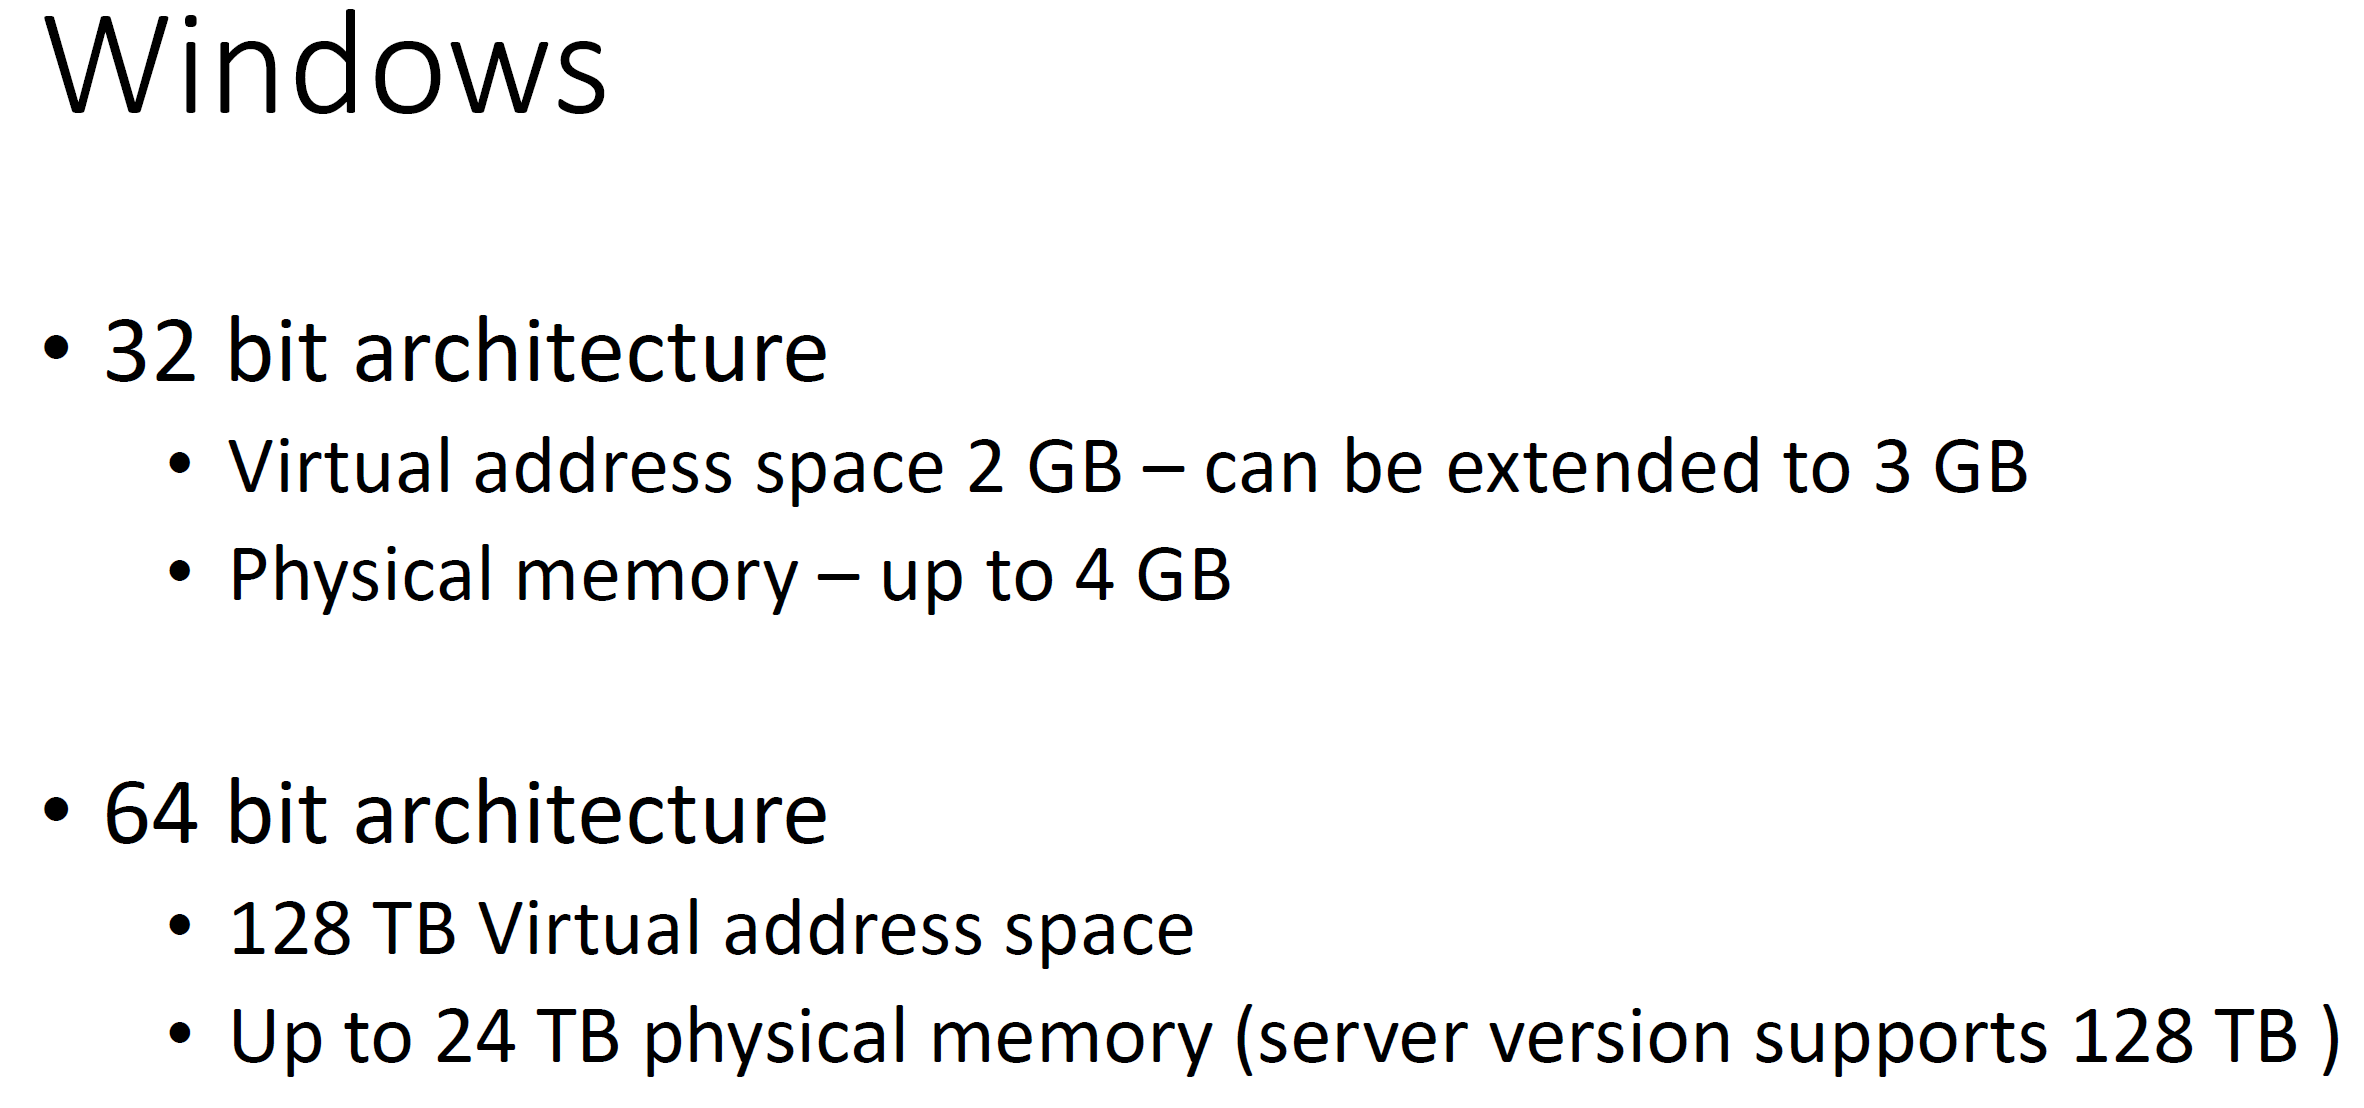 Windows
• 32 bit architecture
• Virtual address space 2 GB – can be extended to 3 GB
• Physical memory – up to 4 GB
• 64 bit architecture
• 128 TB Virtual address space
• Up to 24 TB physical memory (server version supports 128 TB )